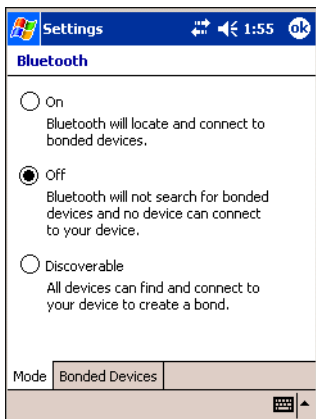 Settings 1:55 ok
Bluetooth
On
Bluetooth will locate and connect to
bonded devices.
Off
Bluetooth will not search for bonded
devices and no device can connect
to your device.
Discoverable
All devices can find and connect to
your device to create a bond.
Mode Bonded Devices